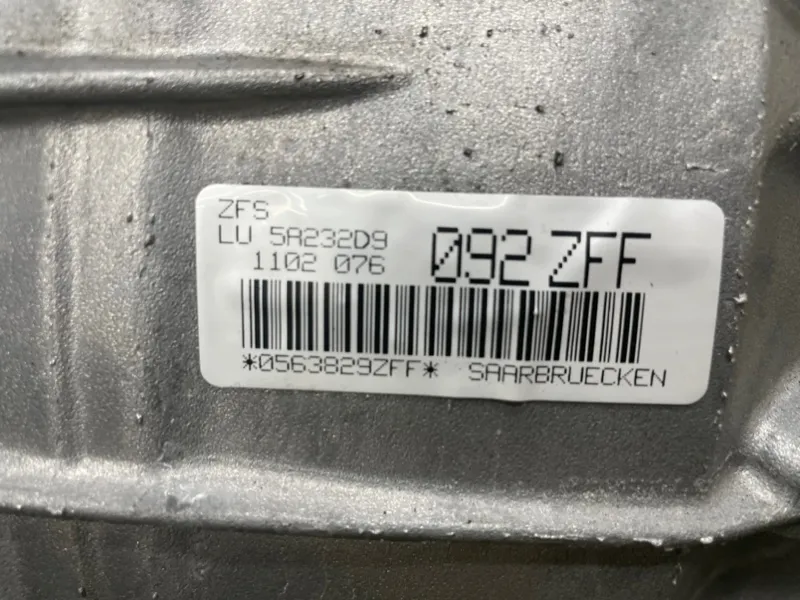 ZFS
LU 5A232D9
1102 076
092 ZFF
*0563829ZFF* SAARBRUECKEN